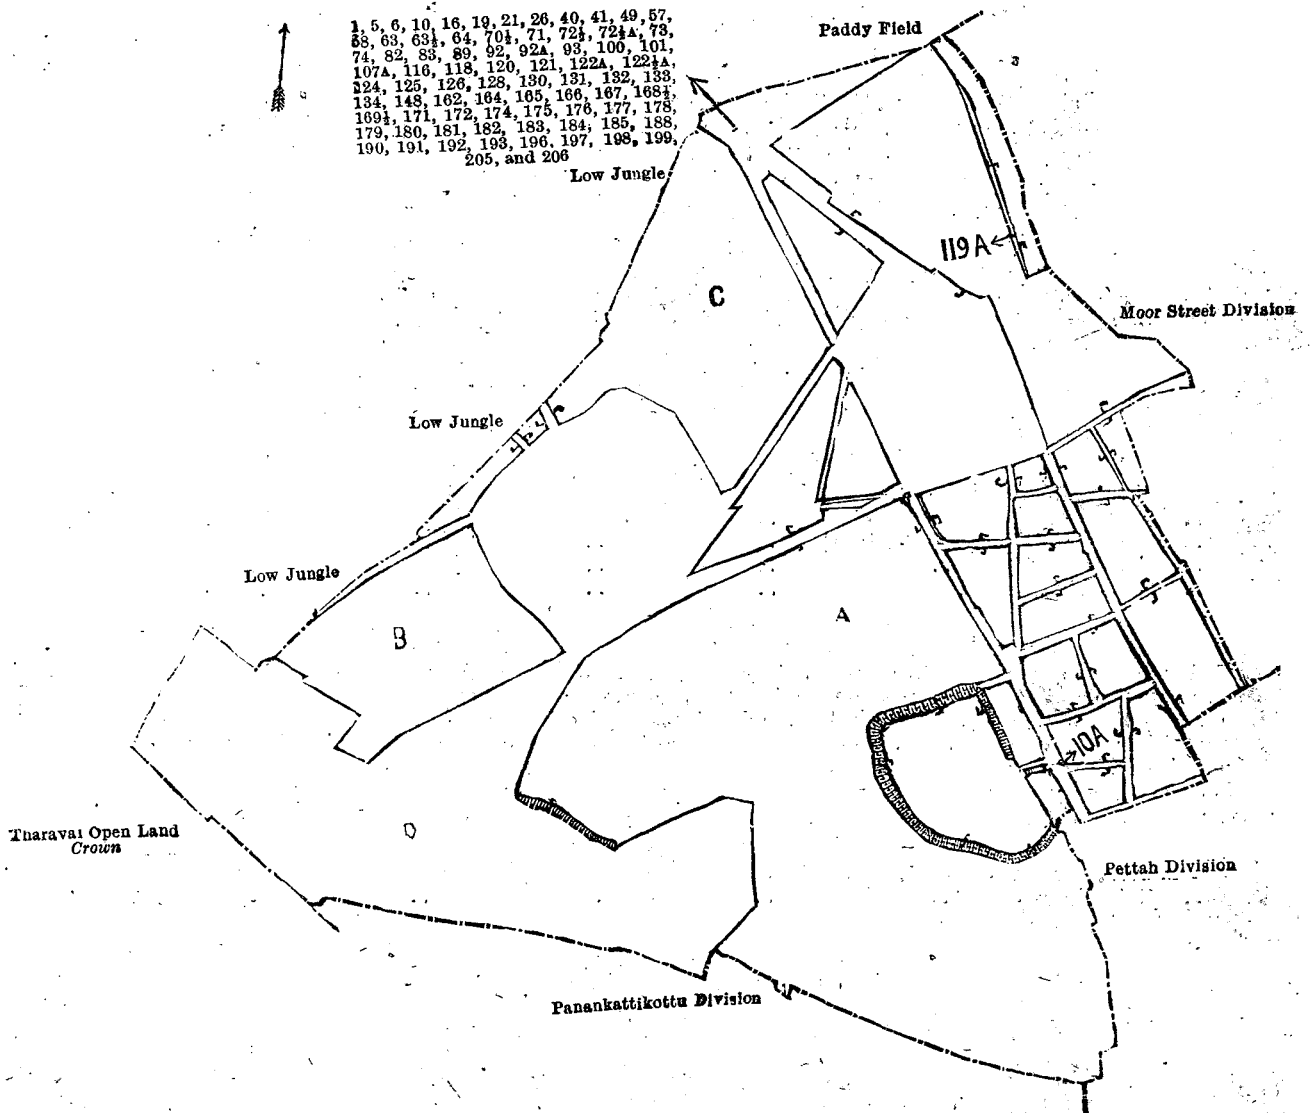 1, 5, 6, 10, 16, 19, 21, 26, 40, 41, 49, 57,
58, 63, 63½, 64, 70½, 71, 72½, 72½A, 73,
74, 82, 83, 89, 92, 92A, 93, 100, 101,
107A, 116, 118, 120, 121, 122A, 122½A,
124, 125, 126, 128, 130, 131, 132, 133,
134, 148, 162, 164, 165, 166, 167, 168½,
169½, 171, 172, 174, 175, 176, 177, 178,
179, 180, 181, 182, 183, 184, 185, 188,
190, 191, 192, 193, 196, 197, 198, 199,
205, and 206
Paddy Field
Low Jungle
119A
C
Moor Street Division
Low Jungle
Low Jungle
A
B
10A
D
Tharavai Open Land
Crown
Pettah Division
Panankattikottu Division